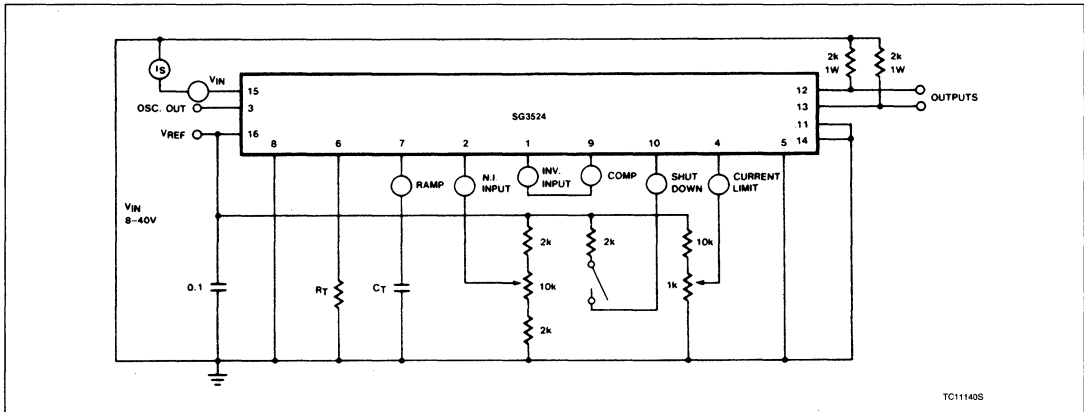 IS
VIN
2k
1W
2k
1W
15
12
OUTPUTS
OSC. OUT
3
13
SG3524
VREF
16
11
14
8
6
7
2
1
9
10
4
5
RAMP
N.I.
INPUT
INV.
INPUT
COMP
SHUT
DOWN
CURRENT
LIMIT
VIN
8–40V
2k
2k
10k
0.1
RT
CT
10k
1k
2k
TC11140S